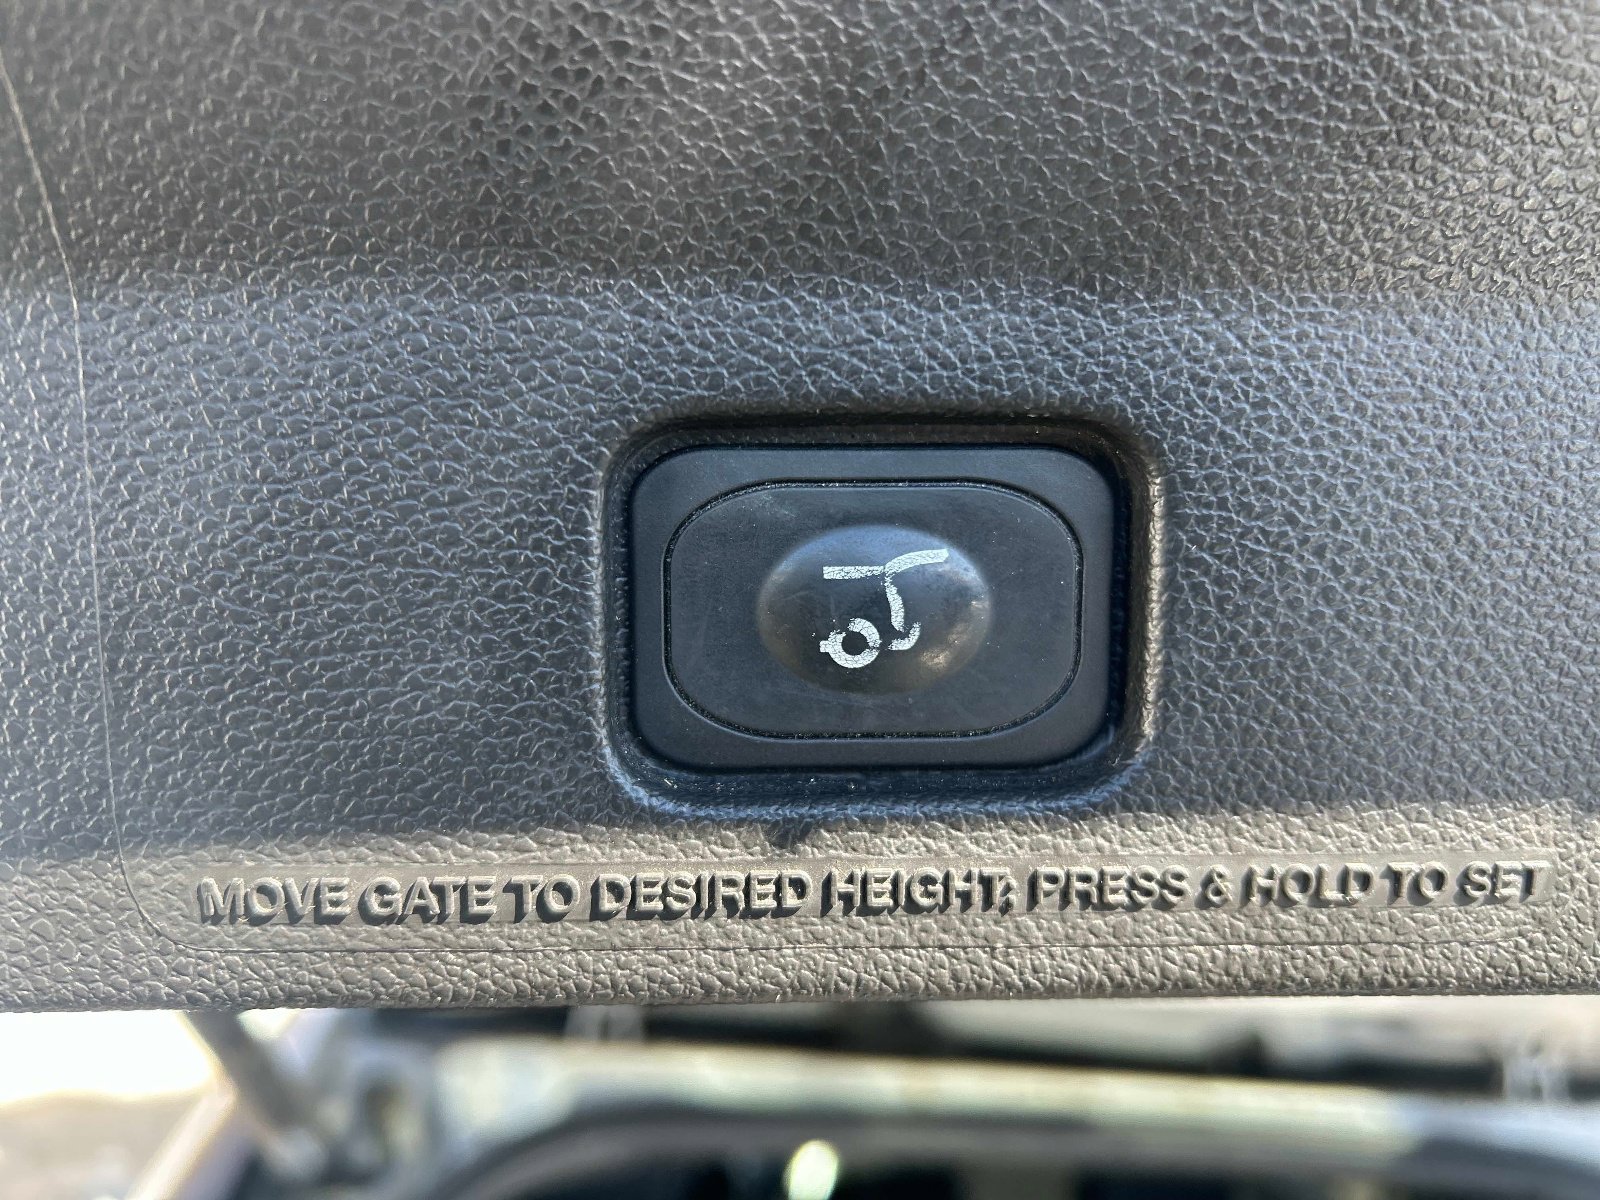 MOVE GATE TO DESIRED HEIGHT; PRESS & HOLD TO SET